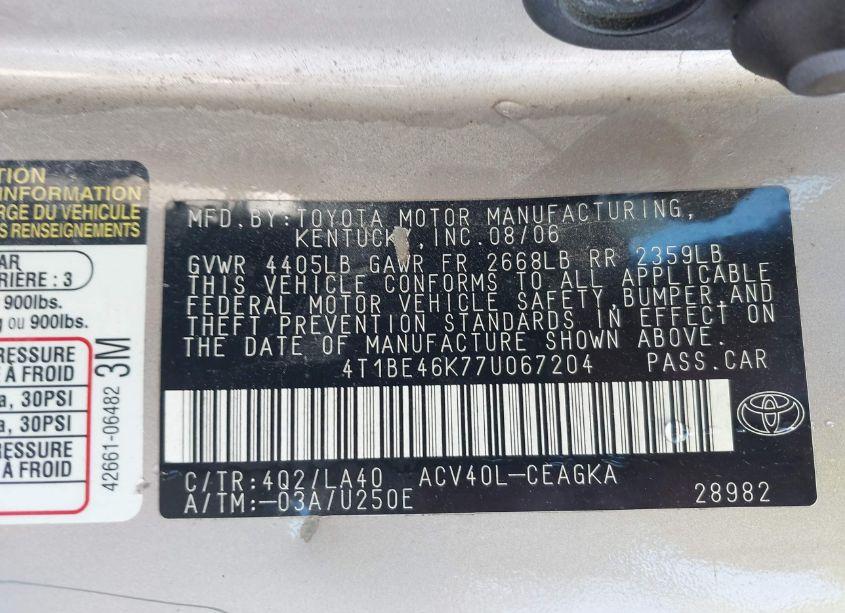 TION
INFORMATION
RGE DU VÉHICULE
S RENSEIGNEMENTS
AR
RIÈRE : 3
900lbs.
g ou 900lbs.
RESSURE
À FROID
a, 30PSI
a, 30PSI
RESSURE
À FROID
3M
42661-06482
MFD.BY:TOYOTA MOTOR MANUFACTURING,
KENTUCKY,INC.08/06
GVWR 4405LB GAWR FR 2668LB RR 2359LB
THIS VEHICLE CONFORMS TO ALL APPLICABLE
FEDERAL MOTOR VEHICLE SAFETY,BUMPER,AND
THEFT PREVENTION STANDARDS IN EFFECT ON
THE DATE OF MANUFACTURE SHOWN ABOVE.
4T1BE46K77U067204 PASS.CAR
C/TR:4Q2/LA40 ACV40L-CEAGKA
A/TM:-03A/U250E 28982